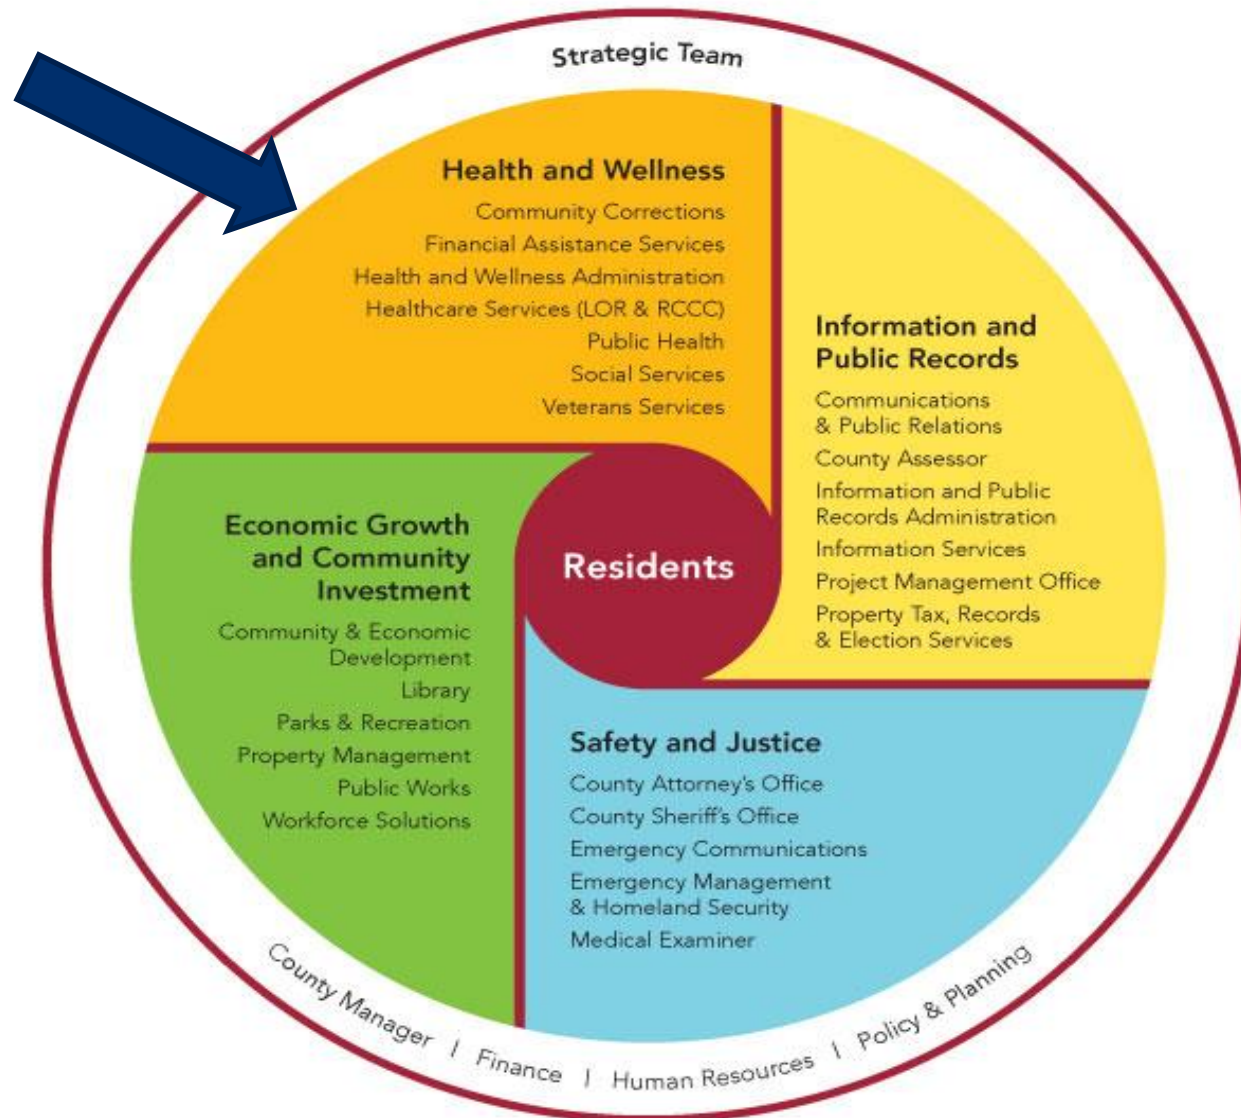 Strategic Team
Health and Wellness
Community Corrections
Financial Assistance Services
Health and Wellness Administration
Healthcare Services (LOR & RCCC)
Public Health
Social Services
Veterans Services
Information and
Public Records
Communications
& Public Relations
County Assessor
Information and Public
Records Administration
Information Services
Project Management Office
Property Tax, Records
& Election Services
Economic Growth
and Community
Investment
Community & Economic
Development
Library
Parks & Recreation
Property Management
Public Works
Workforce Solutions
Residents
Safety and Justice
County Attorney's Office
County Sheriff's Office
Emergency Communications
Emergency Management
& Homeland Security
Medical Examiner
County Manager | Finance | Human Resources | Policy & Planning